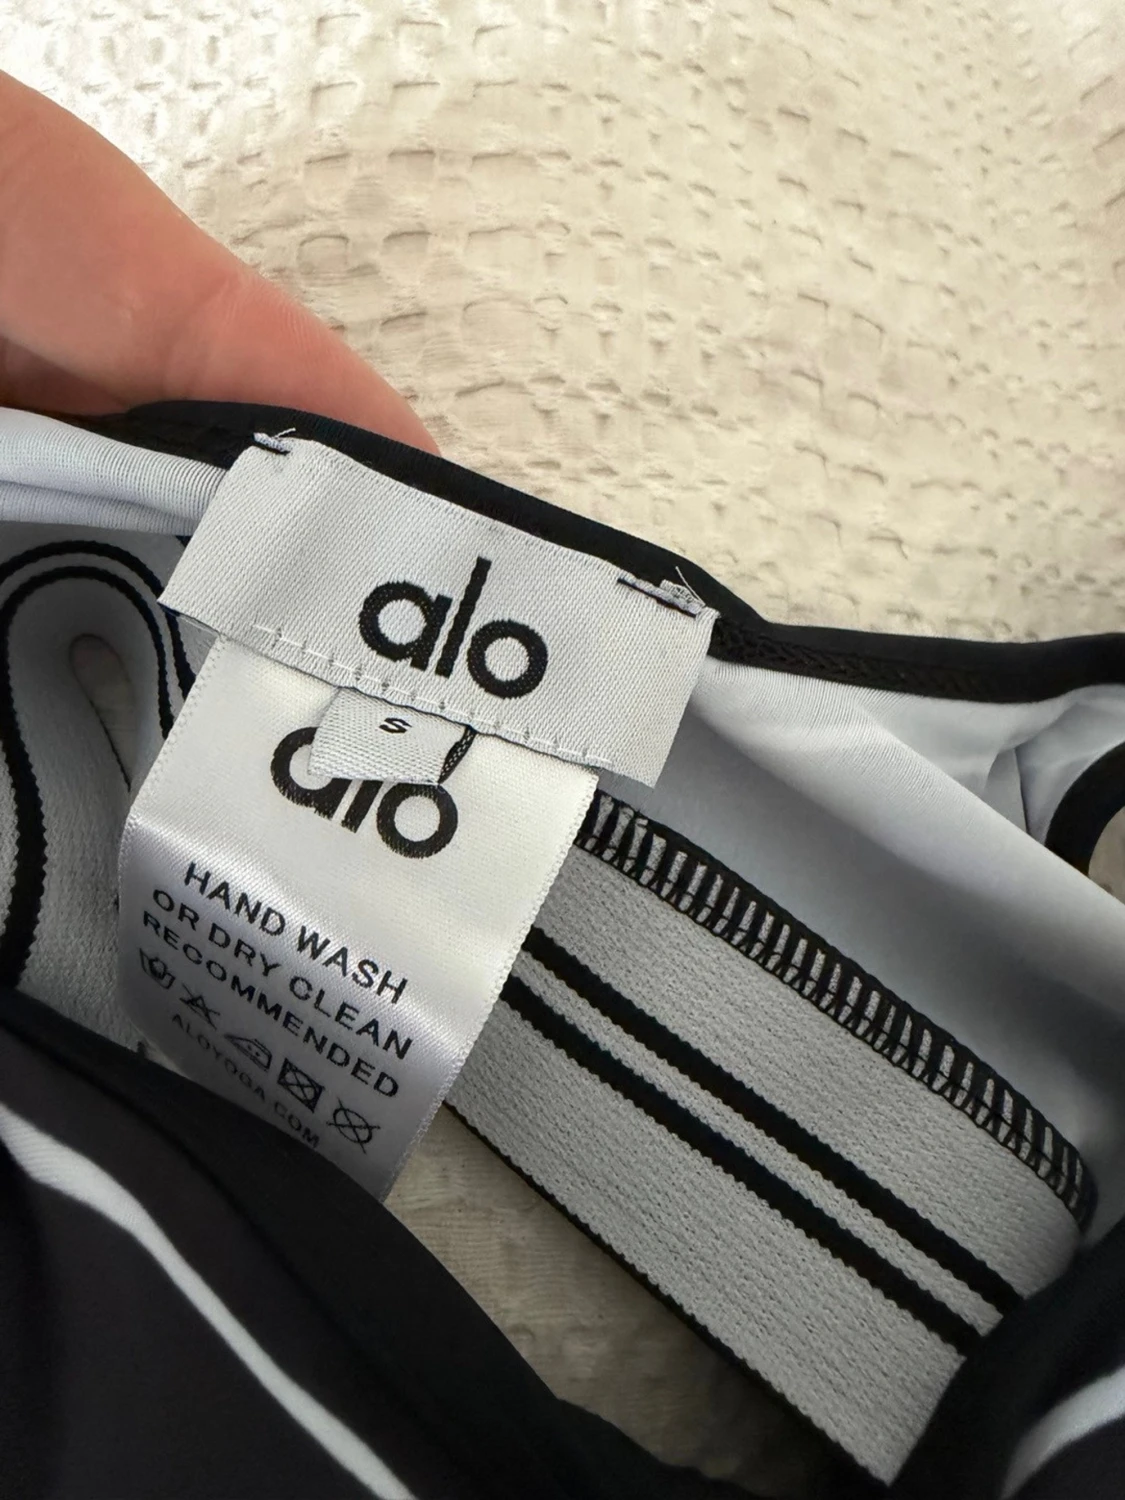 alo
s
alo
HAND WASH
OR DRY CLEAN
RECOMMENDED
ALOYOGA.COM